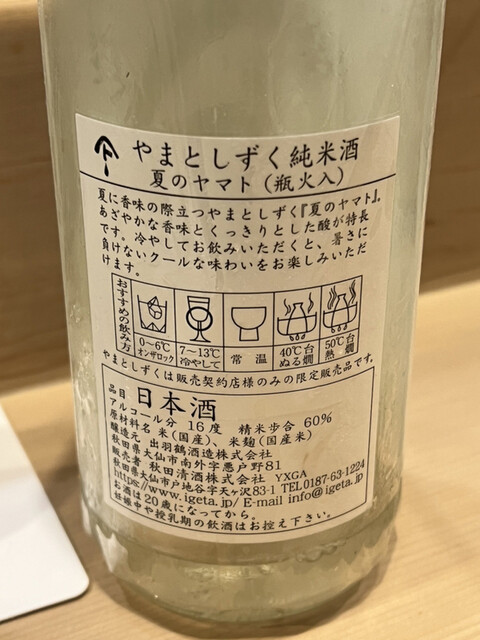 やまとしずく純米酒
夏のヤマト（瓶火入）
夏に香味の際立つやまとしずく『夏のヤマト』。
あざやかな香味とくっきりとした酸が特長
です。冷やしてお飲みいただくと、暑さに
負けないクールな味わいをお楽しみいただ
けます。
おすすめの飲み方
0～6℃ オンザロック
7～13℃ 冷やして
常温
40℃台 ぬる燗
50℃台 熱燗
やまとしずくは販売契約店様のみの限定販売品です。
品目 日本酒
アルコール分 16度 精米歩合 60%
原材料名 米(国産)、米麹(国産米)
醸造元 出羽鶴酒造株式会社
秋田県大仙市南外字悪戸野81
販売者 秋田清酒株式会社 YXGA
秋田県大仙市戸地谷字天ヶ沢83-1 TEL0187-63-1224
https://www.igeta.jp/ E-mail info@igeta.jp
お酒は20歳になってから。
妊娠中や授乳期の飲酒はお控え下さい。